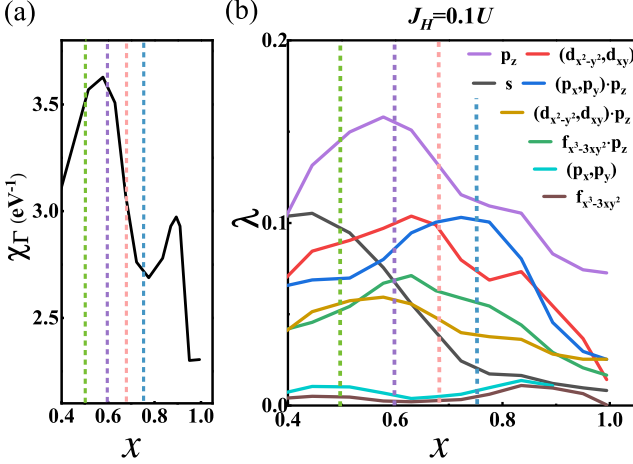 (a)
χΓ (eV-1)
3.5
3.0
2.5
0.4 0.6 0.8 1.0
x
(b)
JH=0.1U
λ
0.2
0.1
0.0
0.4 0.6 0.8 1.0
x
pz (dx²-y²,dxy)
s (px,py)·pz
(dx²-y²,dxy)·pz
fx³-3xy²·pz
(px,py)
fx³-3xy²